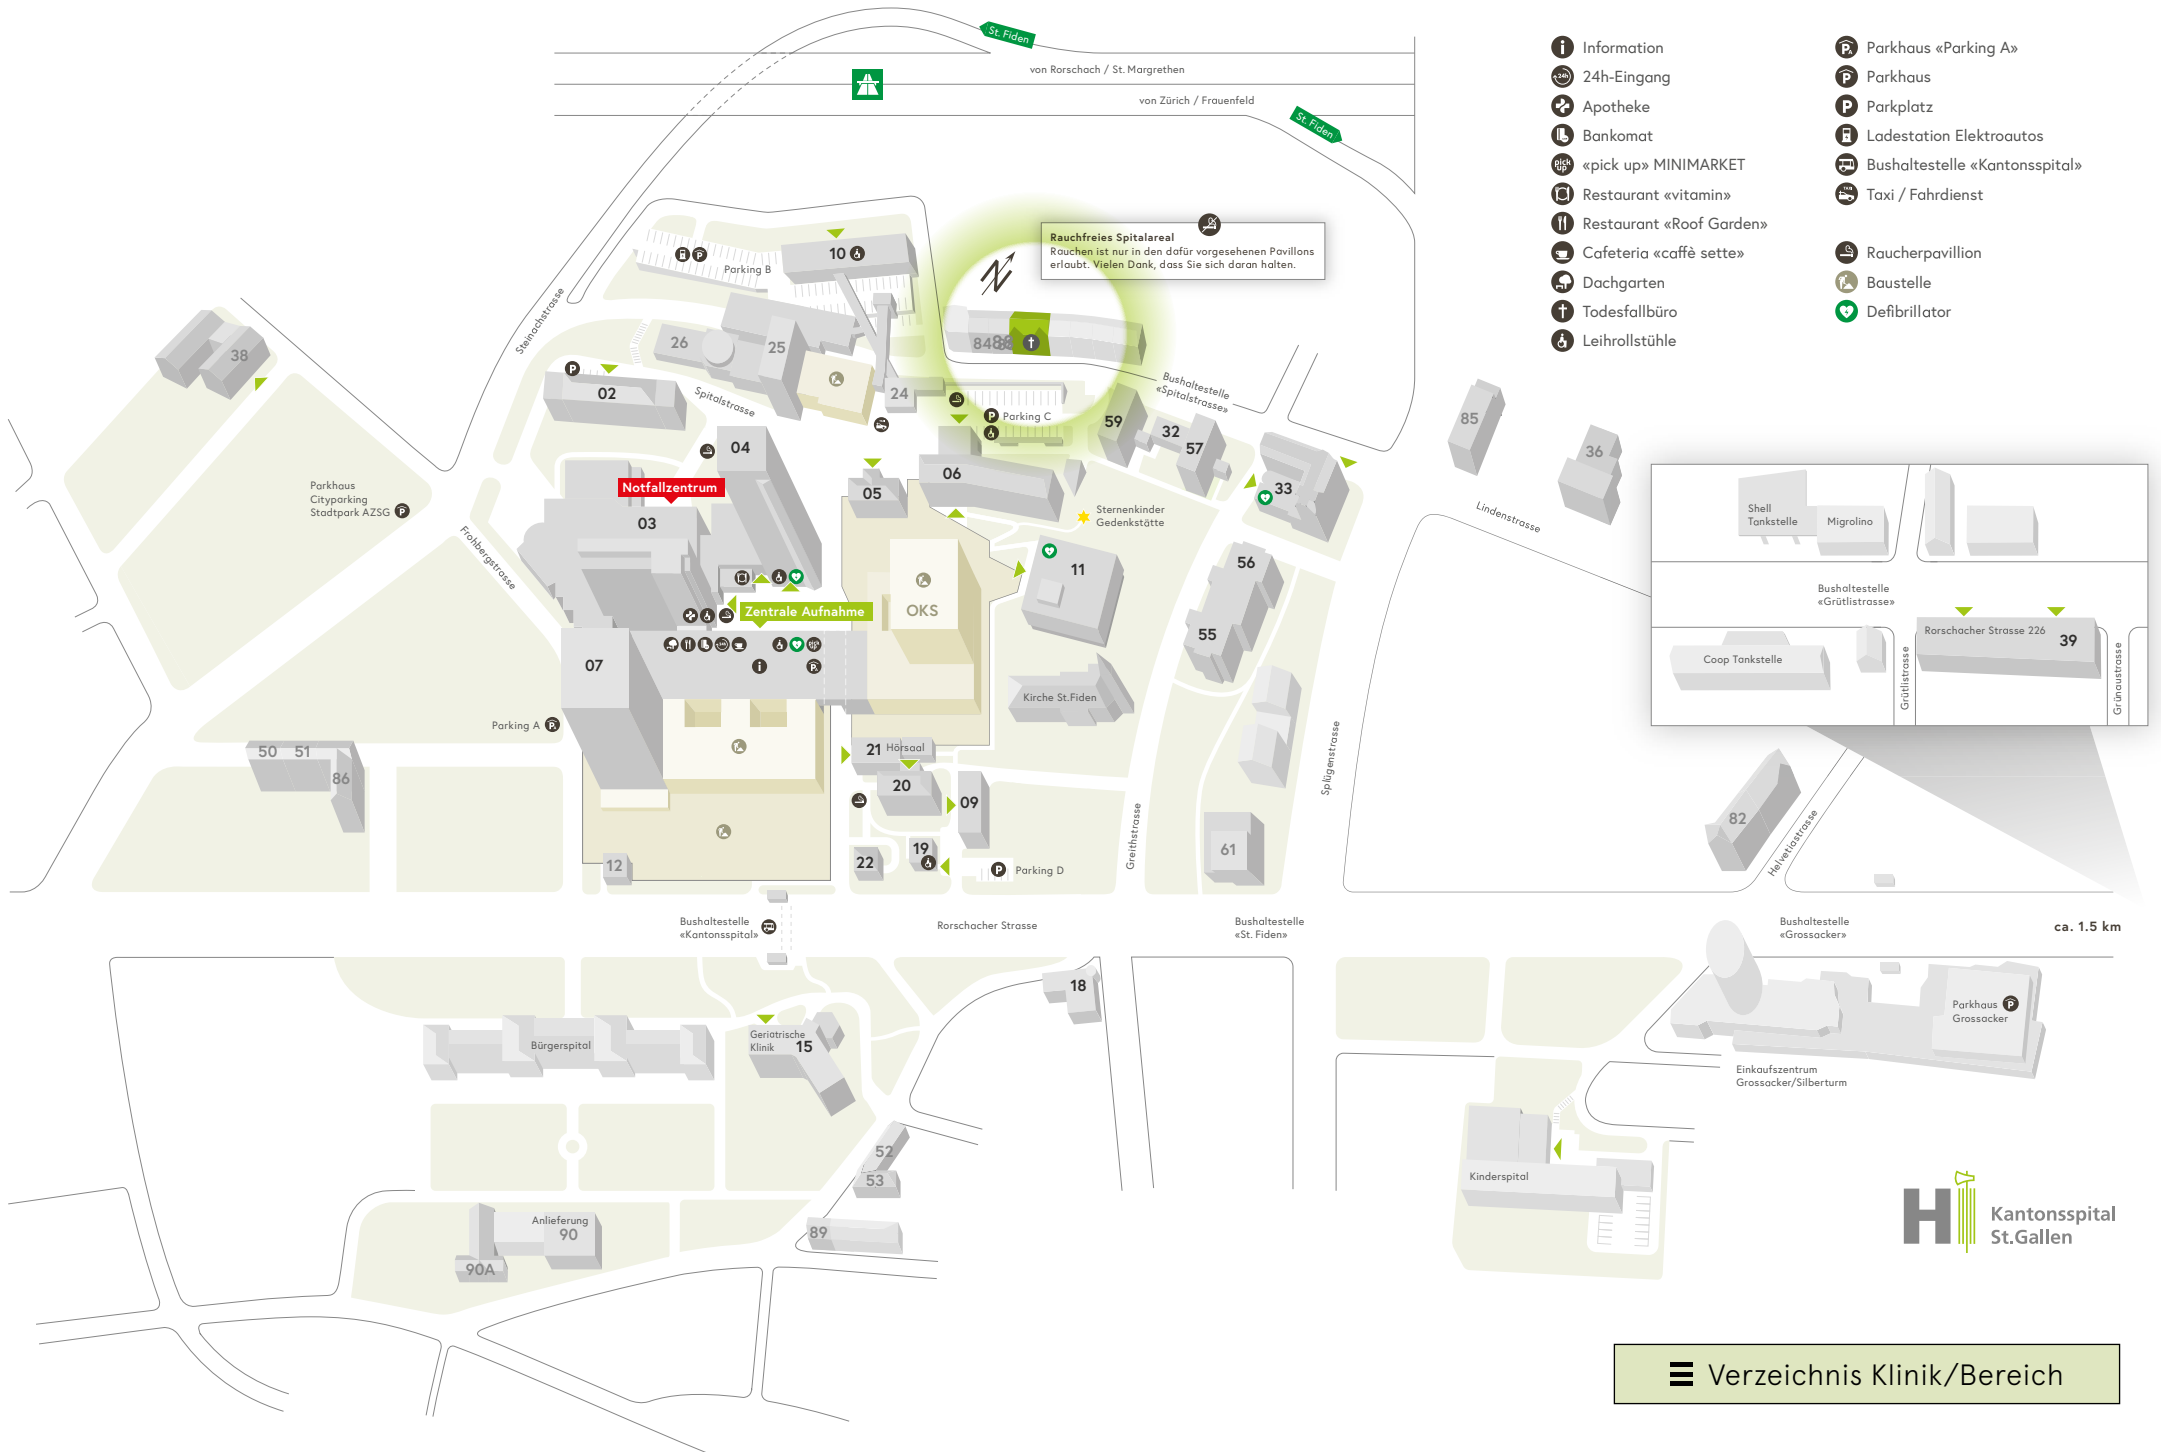 St. Fiden
von Rorschach / St. Margrethen
von Zürich / Frauenfeld
St. Fiden
Information
24h-Eingang
Apotheke
Bankomat
«pick up» MINIMARKET
Restaurant «vitamin»
Restaurant «Roof Garden»
Cafeteria «caffè sette»
Dachgarten
Todesfallbüro
Leihrollstühle
Parkhaus «Parking A»
Parkhaus
Parkplatz
Ladestation Elektroautos
Bushaltestelle «Kantonsspital»
Taxi / Fahrdienst
Raucherpavillion
Baustelle
Defibrillator
Rauchfreies Spitalareal
Rauchen ist nur in den dafür vorgesehenen Pavillons
erlaubt. Vielen Dank, dass Sie sich daran halten.
N
Parking B
10
Steinachstrasse
38
26
25
84
02
Spitalstrasse
24
Bushaltestelle
«Spitalstrasse»
Parking C
59
32
57
85
36
04
06
05
33
Notfallzentrum
03
Parkhaus
Cityparking
Stadtpark AZSG
Frohbergstrasse
Sternenkinder
Gedenkstätte
Lindenstrasse
11
56
55
OKS
Zentrale Aufnahme
07
Kirche St.Fiden
Parking A
Shell
Tankstelle
Migrolino
Bushaltestelle
«Grütlistrasse»
Rorschacher Strasse 226
39
Coop Tankstelle
Grütlistrasse
Grünaustrasse
50
51
86
21 Hörsaal
20
09
19
22
12
Parking D
Greithstrasse
Splügenstrasse
61
82
Helvetiastrasse
Bushaltestelle
«Kantonsspital»
Rorschacher Strasse
Bushaltestelle
«St. Fiden»
Bushaltestelle
«Grossacker»
ca. 1.5 km
18
Parkhaus
Grossacker
Bürgerspital
Geriatrische
Klinik
15
Einkaufszentrum
Grossacker/Silberturm
52
53
89
Kinderspital
Anlieferung
90
90A
Kantonsspital
St.Gallen
Verzeichnis Klinik/Bereich